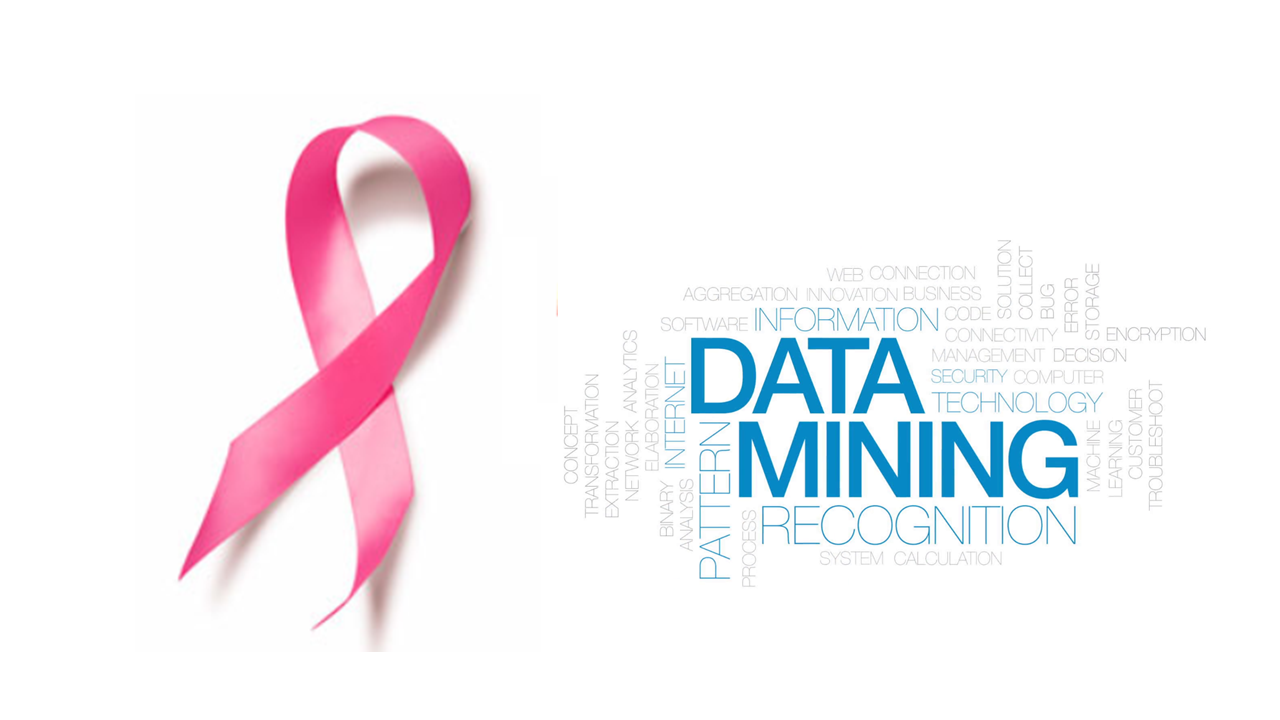 WEB CONNECTION
AGGREGATION INNOVATION BUSINESS
SOFTWARE INFORMATION CODE
SOLUTION
COLLECT
BUG
ERROR
STORAGE
CONNECTIVITY ENCRYPTION
DATA
MANAGEMENT DECISION
SECURITY COMPUTER
TECHNOLOGY
CONCEPT
TRANSFORMATION
EXTRACTION
NETWORK ANALYTICS
ELABORATION
INTERNET
MINING
MACHINE
LEARNING
CUSTOMER
TROUBLESHOOT
BINARY
ANALYSIS
PATTERN
PROCESS
RECOGNITION
SYSTEM CALCULATION